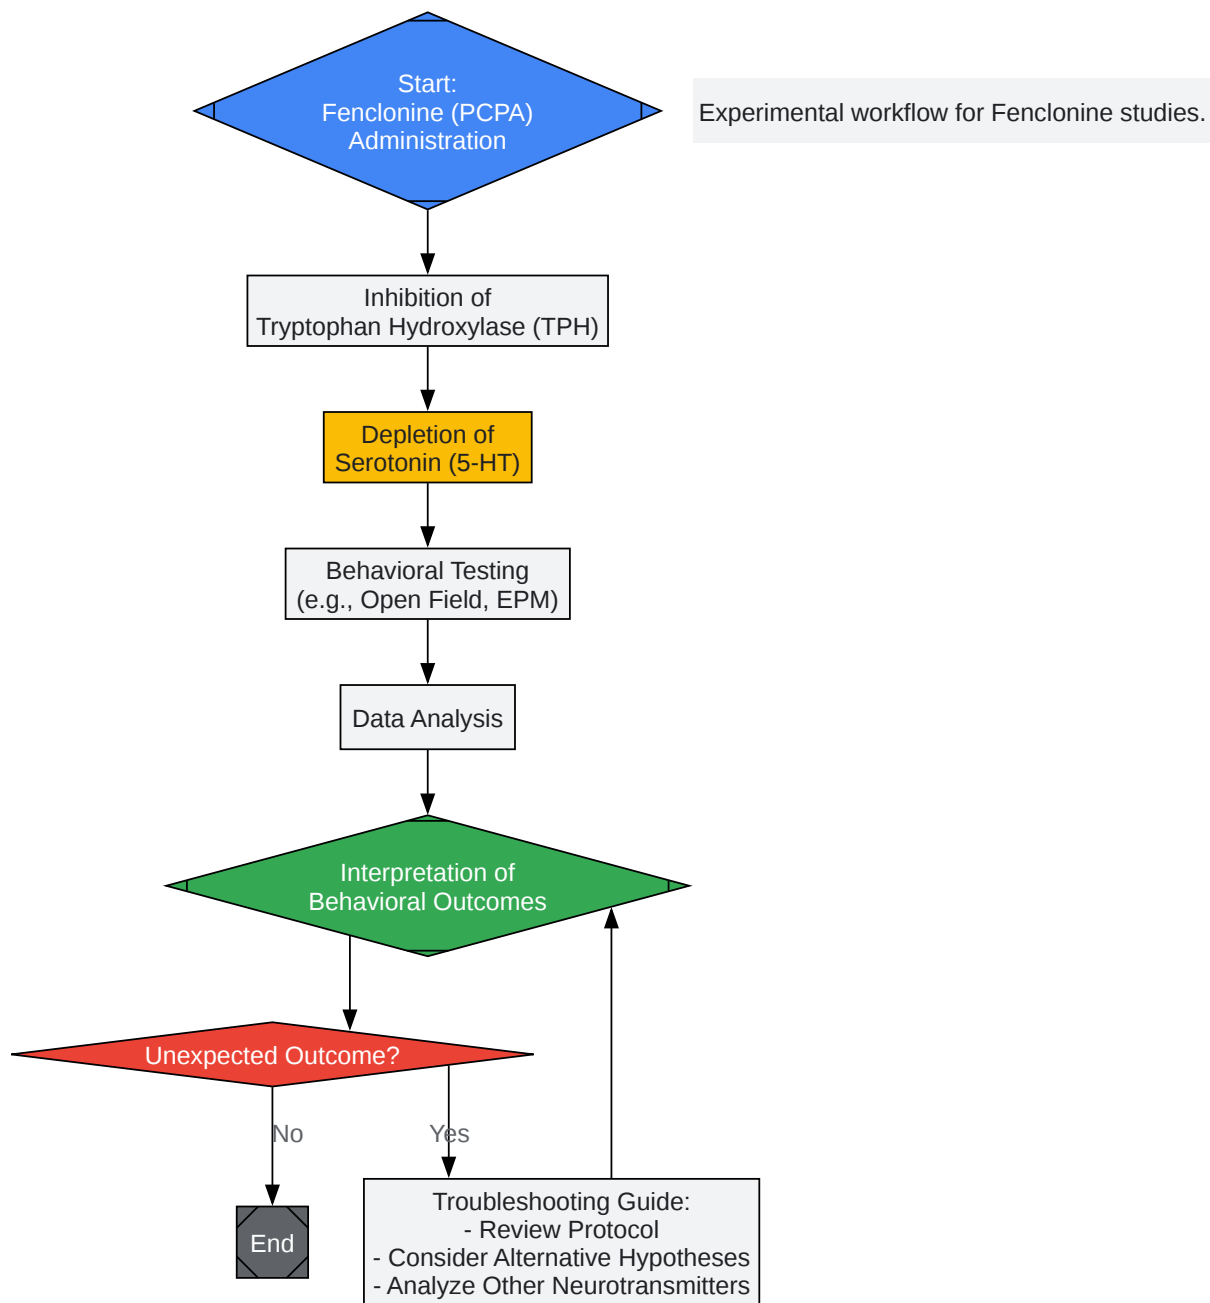 Start:
Fenclonine (PCPA)
Administration
Experimental workflow for Fenclonine studies.
Inhibition of
Tryptophan Hydroxylase (TPH)
Depletion of
Serotonin (5-HT)
Behavioral Testing
(e.g., Open Field, EPM)
Data Analysis
Interpretation of
Behavioral Outcomes
Unexpected Outcome?
No
Yes
End
Troubleshooting Guide:
- Review Protocol
- Consider Alternative Hypotheses
- Analyze Other Neurotransmitters